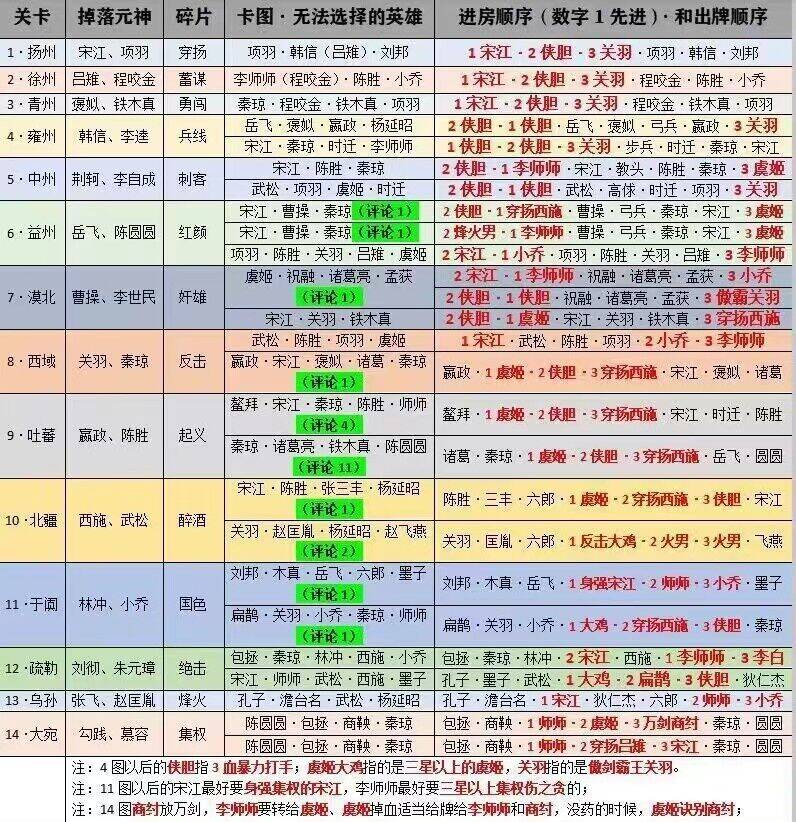 关卡 掉落元神 碎片 卡图·无法选择的英雄 进房顺序（数字1先进）·和出牌顺序
1·扬州 宋江、项羽 穿扬 项羽·韩信（吕雉）·刘邦 1宋江·2侠胆·3关羽·项羽·韩信·刘邦
2·徐州 吕雉、程咬金 蓄谋 李师师（程咬金）·陈胜·小乔 1宋江·2侠胆·3关羽·程咬金·陈胜·小乔
3·青州 褒姒、铁木真 勇闯 秦琼·程咬金·铁木真·项羽 1宋江·2侠胆·3关羽·程咬金·铁木真·项羽
4·雍州 韩信、李逵 兵线 岳飞·褒姒·嬴政·杨延昭 2侠胆·1侠胆·岳飞·褒姒·弓兵·嬴政·3关羽
宋江·秦琼·时迁·李师师 1侠胆·2侠胆·3关羽·步兵·时迁·秦琼·宋江
5·中州 荆轲、李自成 刺客 宋江·陈胜·秦琼 2侠胆·1李师师·宋江·教头·陈胜·秦琼·3虞姬
武松·项羽·虞姬·时迁 2侠胆·1侠胆·武松·高俅·时迁·项羽·3关羽
6·益州 岳飞、陈圆圆 红颜 宋江·曹操·秦琼（评论1） 2侠胆·1穿扬西施·曹操·弓兵·秦琼·宋江·3虞姬
宋江·曹操·秦琼（评论1） 2烽火男·1李师师·曹操·弓兵·秦琼·宋江·3虞姬
项羽·陈胜·关羽·吕雉·虞姬 2宋江·1小乔·项羽·陈胜·关羽·吕雉·3李师师
7·漠北 曹操、李世民 奸雄 虞姬·祝融·诸葛亮·孟获 2宋江·1李师师·祝融·诸葛亮·孟获·3小乔
（评论1） 2侠胆·1侠胆·祝融·诸葛亮·孟获·3傲霸关羽
宋江·关羽·铁木真 2侠胆·1虞姬·宋江·关羽·铁木真·3穿扬西施
8·西域 关羽、秦琼 反击 武松·陈胜·项羽·虞姬 1宋江·武松·陈胜·项羽·2小乔·3李师师
嬴政·宋江·褒姒·诸葛·秦琼
（评论1） 嬴政·1虞姬·2侠胆·3穿扬西施·宋江·褒姒·诸葛
9·吐蕃 嬴政、陈胜 起义 鳌拜·宋江·秦琼·陈胜·师师
（评论4） 鳌拜·1虞姬·2侠胆·3穿扬西施·宋江·时迁·陈胜
秦琼·诸葛亮·铁木真·陈圆圆
（评论11） 诸葛·秦琼·1虞姬·2侠胆·3穿扬西施·岳飞·圆圆
10·北疆 西施、武松 醉酒 宋江·陈胜·张三丰·杨延昭
（评论1） 陈胜·三丰·六郎·1虞姬·2穿扬西施·3侠胆·宋江
关羽·赵匡胤·杨延昭·赵飞燕
（评论2） 关羽·匡胤·六郎·1反击大鸡·2火男·3火男·飞燕
11·于阗 林冲、小乔 国色 刘邦·木真·岳飞·六郎·墨子
（评论1） 刘邦·木真·岳飞·1身强宋江·2师师·3小乔·墨子
扁鹊·关羽·小乔·秦琼·师师
（评论1） 扁鹊·关羽·小乔·1大鸡·2穿扬西施·3侠胆·秦琼
12·疏勒 刘彻、朱元璋 绝击 包拯·秦琼·林冲·西施·小乔 包拯·秦琼·林冲·2宋江·西施·1李师师·3李白
宋江·师师·武松·西施·墨子 孔子·墨子·武松·1大鸡·2扁鹊·3侠胆·狄仁杰
13·乌孙 张飞、赵匡胤 烽火 孔子·澹台名·武松·杨延昭 孔子·澹台名·1宋江·狄仁杰·六郎·2师师·3小乔
14·大宛 勾践、慕容 集权 陈圆圆·包拯·商鞅·秦琼 包拯·商鞅·1师师·2虞姬·3万剑商纣·秦琼·圆圆
陈圆圆·包拯·商鞅·秦琼 包拯·商鞅·1师师·2穿扬吕雉·3宋江·秦琼·圆圆
注：4图以后的侠胆指3血暴力打手；虞姬大鸡指的是三星以上的虞姬，关羽指的是傲剑霸王关羽。
注：11图以后的宋江最好要身强集权的宋江，李师师最好要三星以上集权伤之贪的；
注：14图商纣放万剑，李师师要转给虞姬、虞姬掉血适当给牌给李师师和商纣，没药的时候，虞姬诀别商纣；